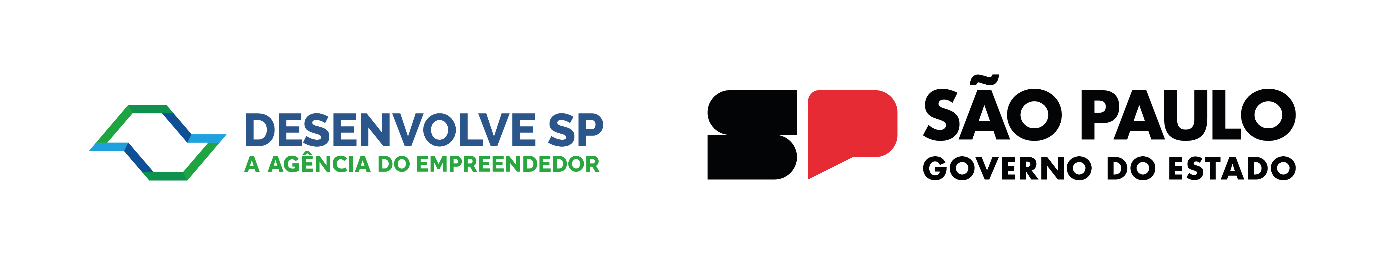 DESENVOLVE SP
A AGÊNCIA DO EMPREENDEDOR
SP
SÃO PAULO
GOVERNO DO ESTADO